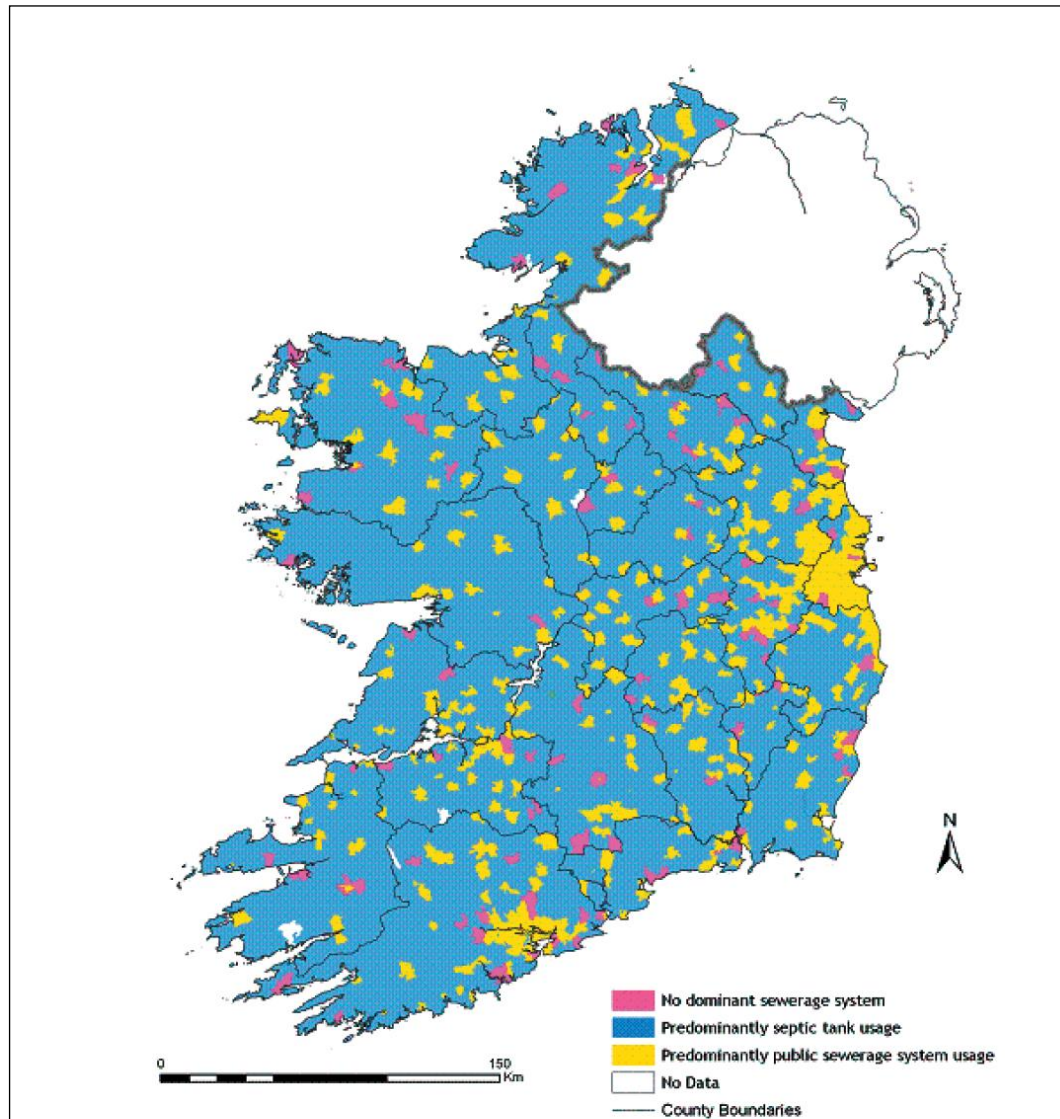 N
No dominant sewerage system
Predominantly septic tank usage
Predominantly public sewerage system usage
No Data
County Boundaries
0 150
Km